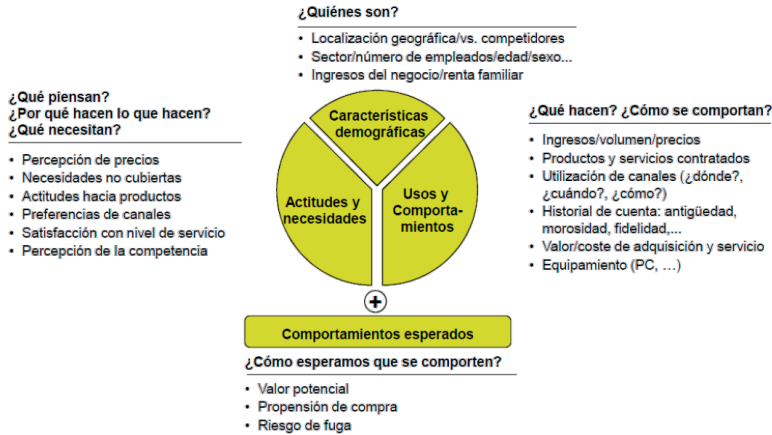 ¿Quiénes son?
• Localización geográfica/vs. competidores
• Sector/número de empleados/edad/sexo...
• Ingresos del negocio/renta familiar
¿Qué piensan?
¿Por qué hacen lo que hacen?
¿Qué necesitan?
• Percepción de precios
• Necesidades no cubiertas
• Actitudes hacia productos
• Preferencias de canales
• Satisfacción con nivel de servicio
• Percepción de la competencia
Características
demográficas
Actitudes y
necesidades
Usos y
Comporta-
mientos
¿Qué hacen? ¿Cómo se comportan?
• Ingresos/volumen/precios
• Productos y servicios contratados
• Utilización de canales (¿dónde?,
¿cuándo?, ¿cómo?)
• Historial de cuenta: antigüedad,
morosidad, fidelidad,...
• Valor/coste de adquisición y servicio
• Equipamiento (PC, …)
+
Comportamientos esperados
¿Cómo esperamos que se comporten?
• Valor potencial
• Propensión de compra
• Riesgo de fuga